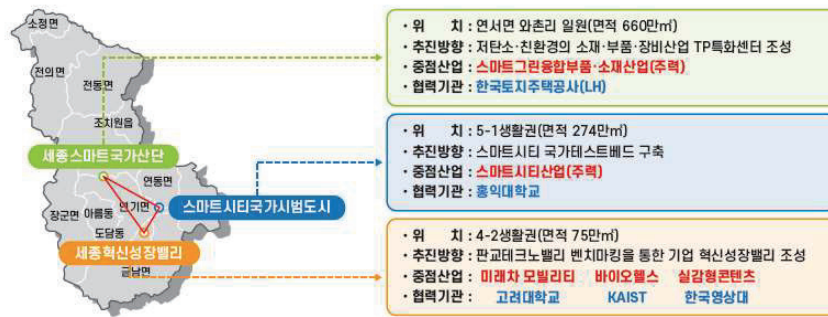 소정면
전의면
전동면
조치원읍
세종스마트국가산단
연동면
연기면
장군면
아름동
도담동
스마트시티국가시범도시
세종혁신성장밸리
금남면
· 위 치 : 연서면 와촌리 일원(면적 660만㎡)
· 추진방향 : 저탄소·친환경의 소재·부품·장비산업 TP특화센터 조성
· 중점산업 : 스마트그린융합부품·소재산업(주력)
· 협력기관 : 한국토지주택공사(LH)
· 위 치 : 5-1생활권(면적 274만㎡)
· 추진방향 : 스마트시티 국가테스트베드 구축
· 중점산업 : 스마트시티산업(주력)
· 협력기관 : 홍익대학교
· 위 치 : 4-2생활권(면적 75만㎡)
· 추진방향 : 판교테크노밸리 벤치마킹을 통한 기업 혁신성장밸리 조성
· 중점산업 : 미래차 모빌리티 바이오헬스 실감형콘텐츠
· 협력기관 : 고려대학교 KAIST 한국영상대